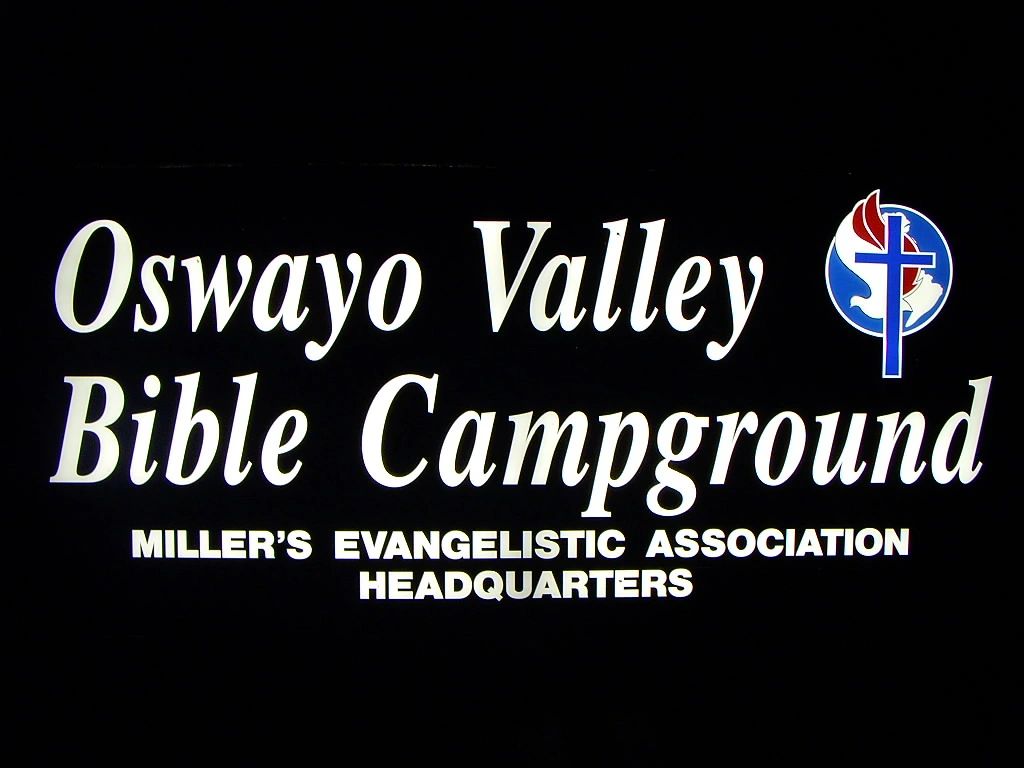 Oswayo Valley
Bible Campground
MILLER'S EVANGELISTIC ASSOCIATION
HEADQUARTERS